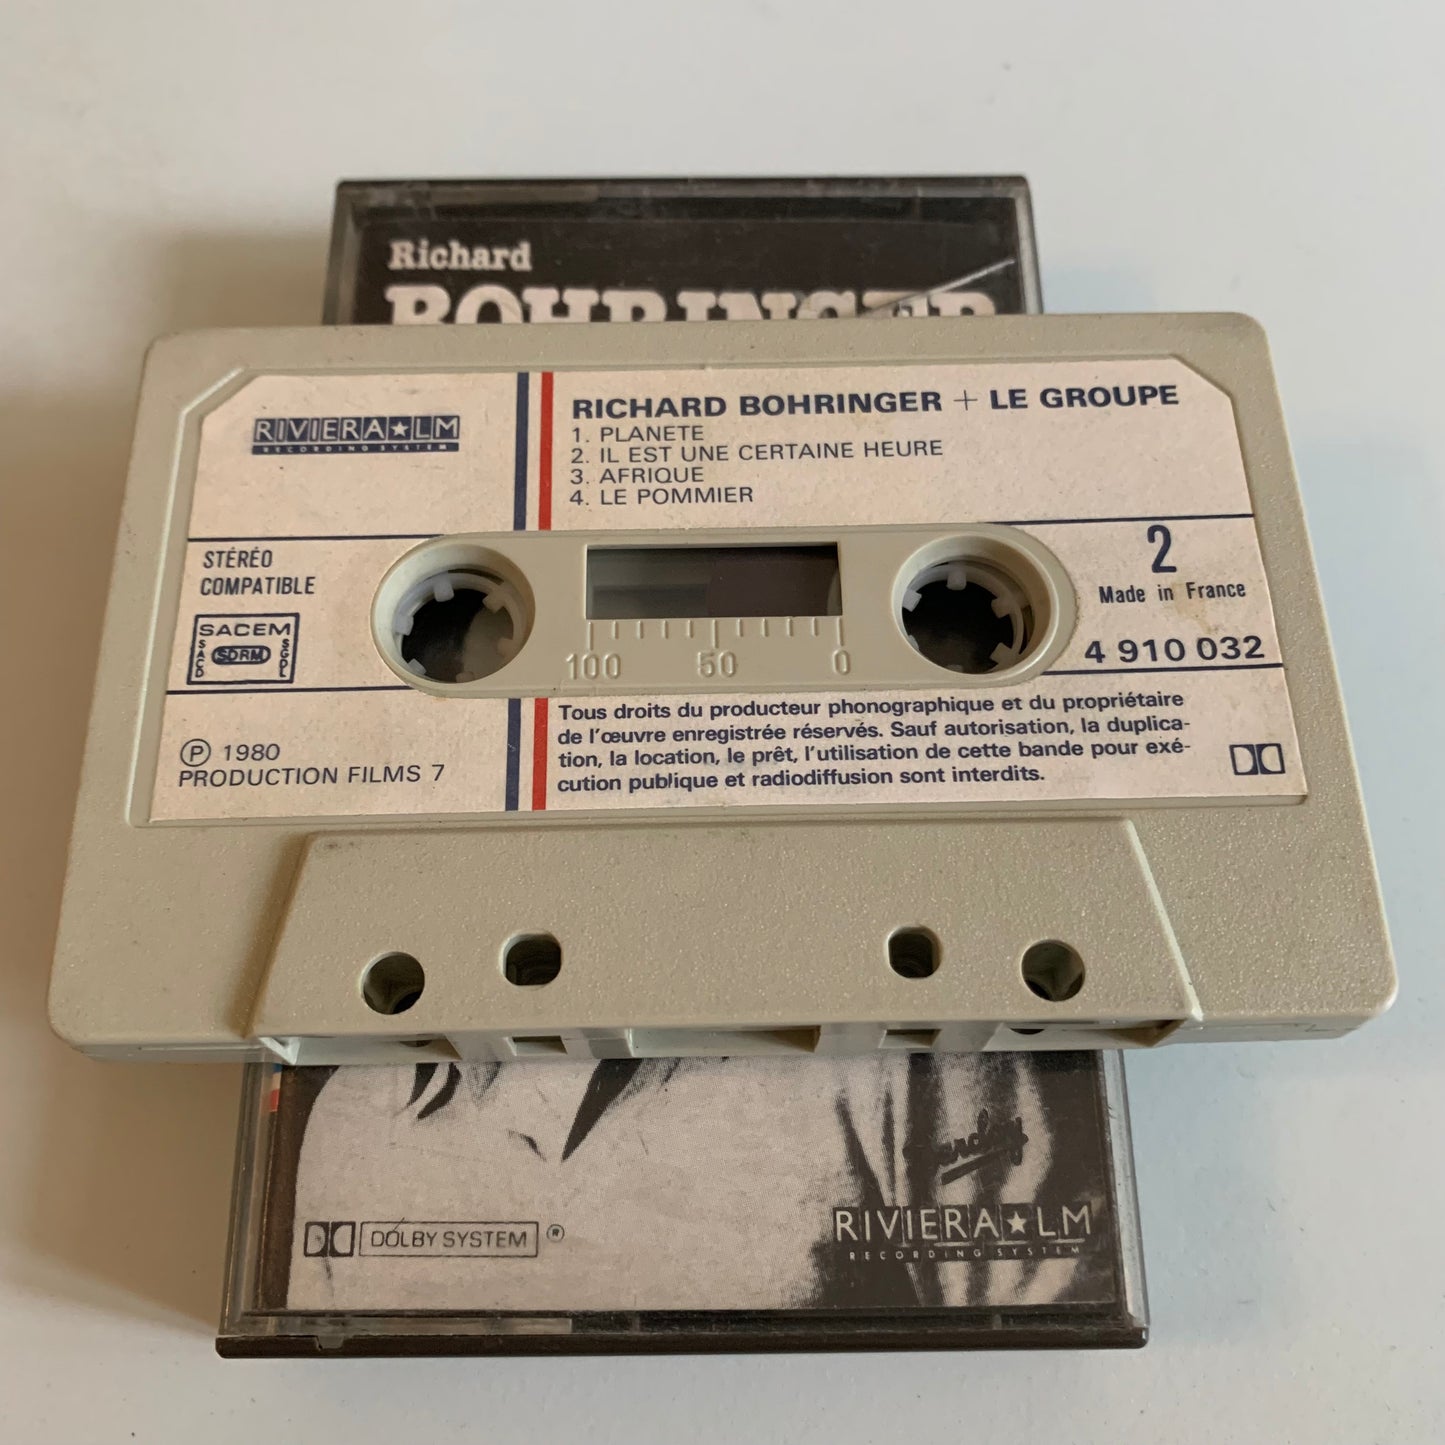 Richard
BOHRINGER
RIVIERA★LM
RECORDING SYSTEM
RICHARD BOHRINGER + LE GROUPE
1. PLANETE
2. IL EST UNE CERTAINE HEURE
3. AFRIQUE
4. LE POMMIER
STÉRÉO
COMPATIBLE
SACEM
SACD
SDRM
SGDL
100 50 0
2
Made in France
4 910 032
Ⓟ 1980
PRODUCTION FILMS 7
Tous droits du producteur phonographique et du propriétaire
de l'œuvre enregistrée réservés. Sauf autorisation, la duplica-
tion, la location, le prêt, l'utilisation de cette bande pour exé-
cution publique et radiodiffusion sont interdits.
DOLBY SYSTEM ®
RIVIERA★LM
RECORDING SYSTEM